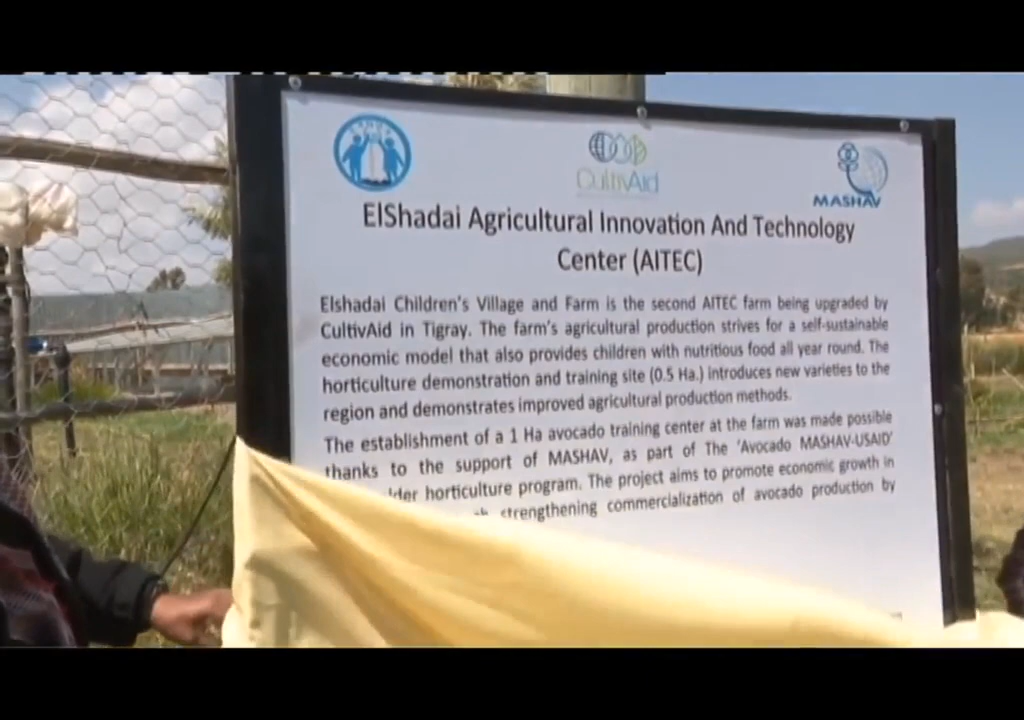 CultivAid
MASHAV
ElShadai Agricultural Innovation And Technology
Center (AITEC)
Elshadai Children's Village and Farm is the second AITEC farm being upgraded by
CultivAid in Tigray. The farm's agricultural production strives for a self-sustainable
economic model that also provides children with nutritious food all year round. The
horticulture demonstration and training site (0.5 Ha.) introduces new varieties to the
region and demonstrates improved agricultural production methods.
The establishment of a 1 Ha avocado training center at the farm was made possible
thanks to the support of MASHAV, as part of The 'Avocado MASHAV-USAID'
horticulture program. The project aims to promote economic growth in
strengthening commercialization of avocado production by